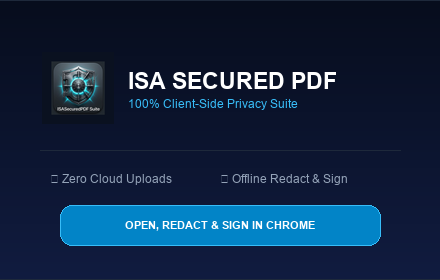 ISA SECURED PDF
100% Client-Side Privacy Suite
ISASecuredPDF Suite
Zero Cloud Uploads
Offline Redact & Sign
OPEN, REDACT & SIGN IN CHROME